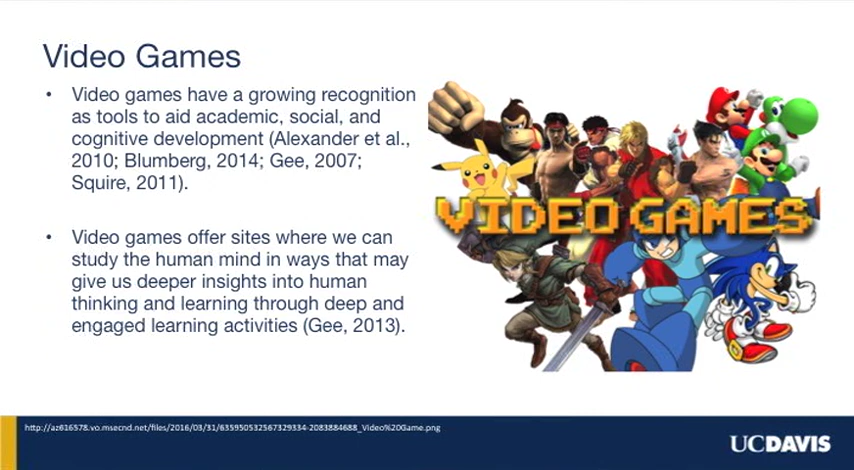 Video Games
• Video games have a growing recognition
as tools to aid academic, social, and
cognitive development (Alexander et al.,
2010; Blumberg, 2014; Gee, 2007;
Squire, 2011).
• Video games offer sites where we can
study the human mind in ways that may
give us deeper insights into human
thinking and learning through deep and
engaged learning activities (Gee, 2013).
VIDEO GAMES
http://az616578.vo.msecnd.net/files/2016/03/31/635950532567329334-2083884688_Video%20Game.png
UCDAVIS